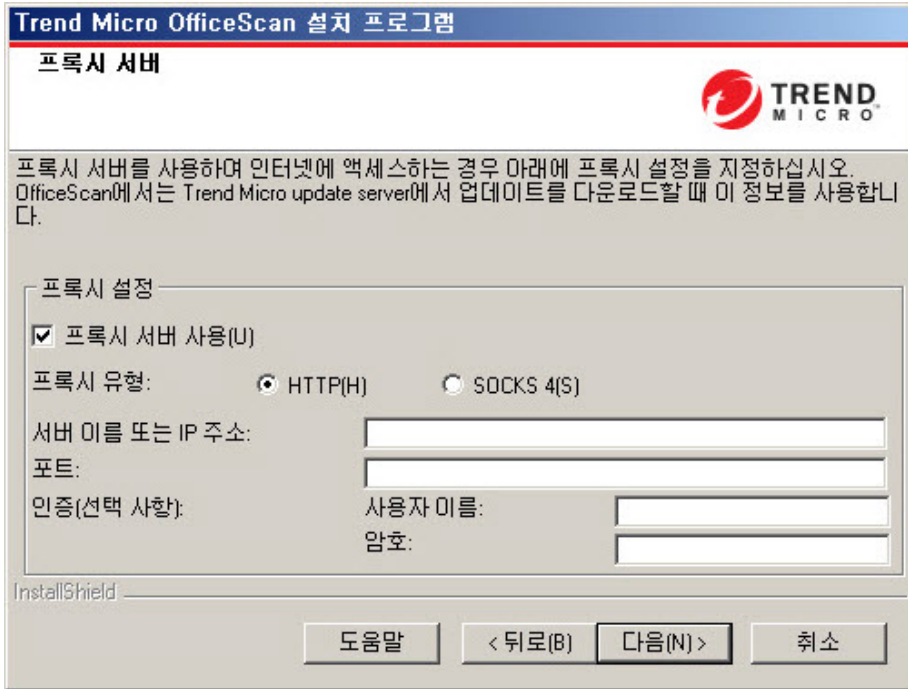 Trend Micro OfficeScan 설치 프로그램
프록시 서버
TREND
MICRO
프록시 서버를 사용하여 인터넷에 액세스하는 경우 아래에 프록시 설정을 지정하십시오.
OfficeScan에서는 Trend Micro update server에서 업데이트를 다운로드할 때 이 정보를 사용합니
다.
프록시 설정
프록시 서버 사용(U)
프록시 유형: HTTP(H) SOCKS 4(S)
서버 이름 또는 IP 주소:
포트:
인증(선택 사항): 사용자 이름:
암호:
InstallShield
도움말 < 뒤로(B) 다음(N) > 취소